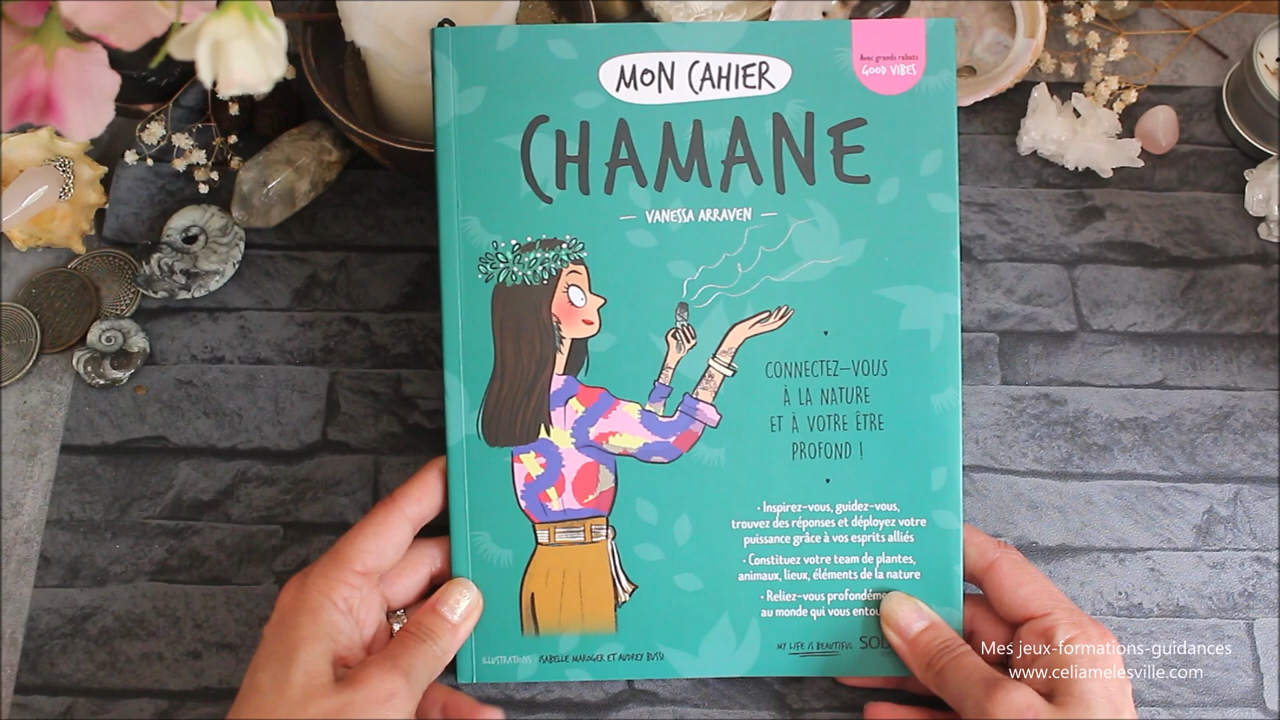 Avec grands rabats
GOOD VIBES
MON CAHIER
CHAMANE
— VANESSA ARRAVEN —
CONNECTEZ-VOUS
À LA NATURE
ET À VOTRE ÊTRE
PROFOND !
• Inspirez-vous, guidez-vous,
trouvez des réponses et déployez votre
puissance grâce à vos esprits alliés
• Constituez votre team de plantes,
animaux, lieux, éléments de la nature
• Reliez-vous
au monde qui vous
ILLUSTRATIONS ISABELLE MAROGER ET AUDREY BUSSI
MY LIFE IS BEAUTIFUL
Mes jeux-formations-guidances
www.celiamelesville.com